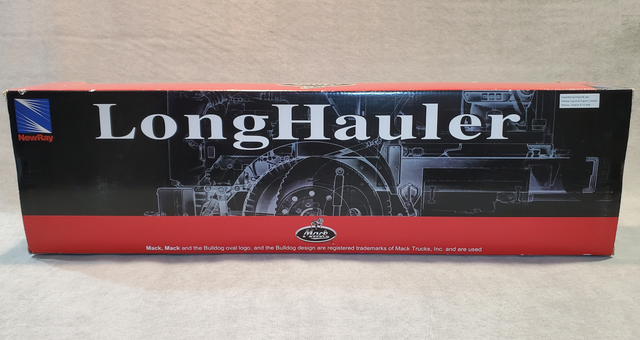 LongHauler
NewRay
Mack
Mack, Mack and the Bulldog oval logo, and the Bulldog design are registered trademarks of Mack Trucks, Inc. and are used